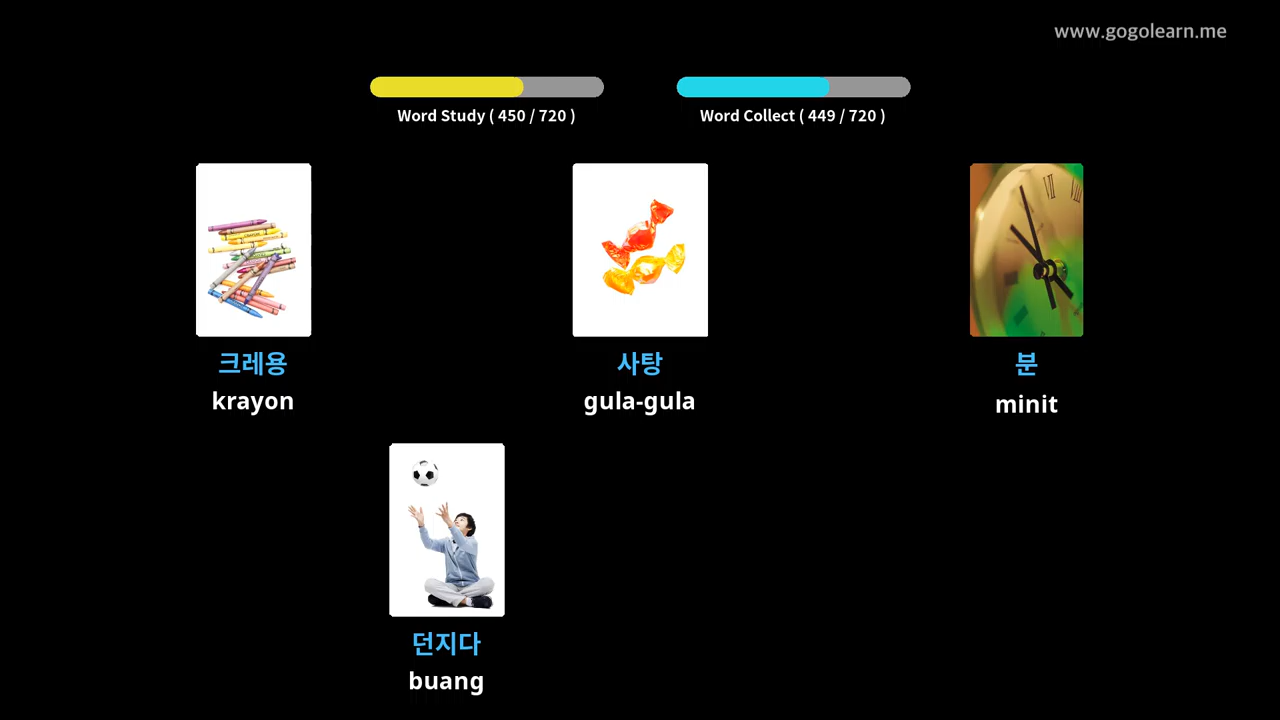 www.gogolearn.me
Word Study ( 450 / 720 )
Word Collect ( 449 / 720 )
크레용
krayon
사탕
gula-gula
분
minit
던지다
buang